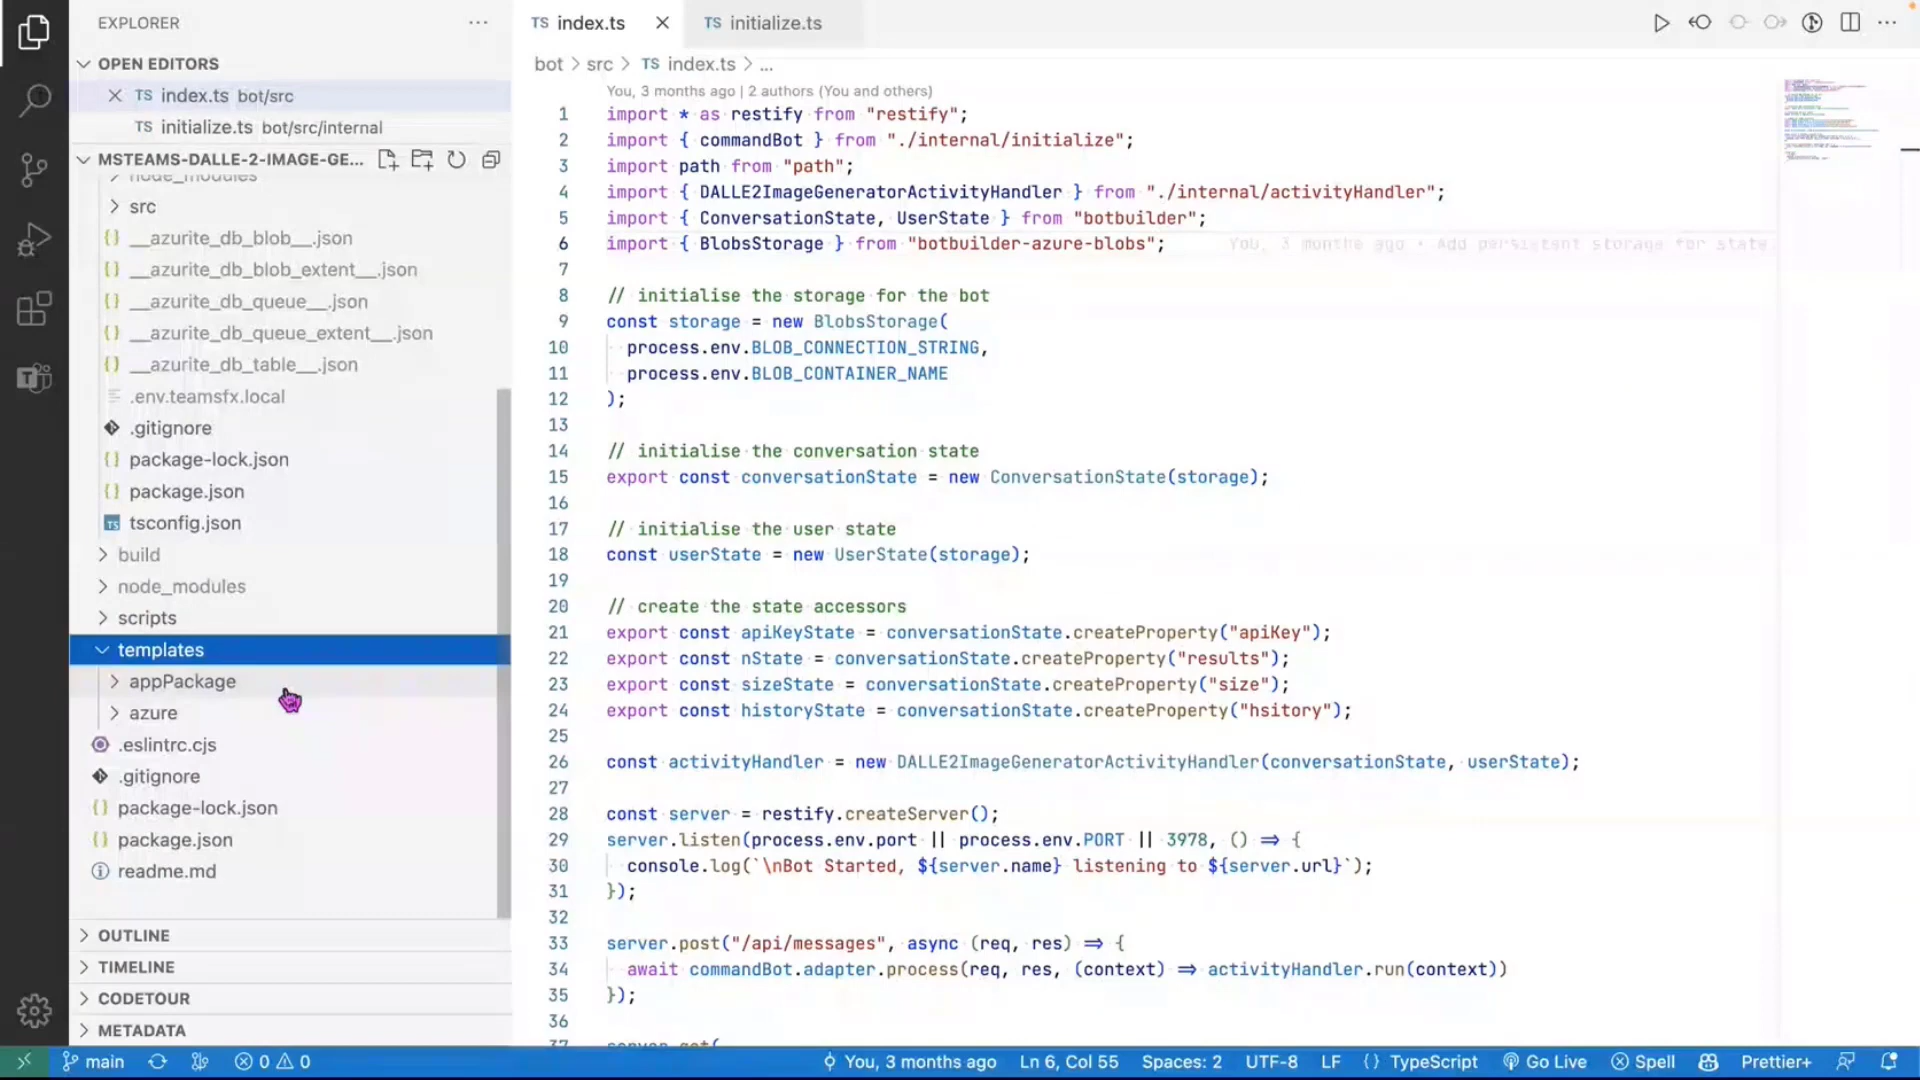 EXPLORER
OPEN EDITORS
TS index.ts bot/src
TS initialize.ts bot/src/internal
MSTEAMS-DALLE-2-IMAGE-GE...
node_modules
src
{} __azurite_db_blob__.json
{} __azurite_db_blob_extent__.json
{} __azurite_db_queue__.json
{} __azurite_db_queue_extent__.json
{} __azurite_db_table__.json
.env.teamsfx.local
.gitignore
{} package-lock.json
{} package.json
TS tsconfig.json
build
node_modules
scripts
templates
appPackage
azure
.eslintrc.cjs
.gitignore
{} package-lock.json
{} package.json
readme.md
OUTLINE
TIMELINE
CODETOUR
METADATA
TS index.ts
TS initialize.ts
bot > src > TS index.ts > ...
You, 3 months ago | 2 authors (You and others)
1 import * as restify from "restify";
2 import { commandBot } from "./internal/initialize";
3 import path from "path";
4 import { DALLE2ImageGeneratorActivityHandler } from "./internal/activityHandler";
5 import { ConversationState, UserState } from "botbuilder";
6 import { BlobsStorage } from "botbuilder-azure-blobs"; You, 3 months ago • Add persistent storage for state
7
8 // initialise the storage for the bot
9 const storage = new BlobsStorage(
10 process.env.BLOB_CONNECTION_STRING,
11 process.env.BLOB_CONTAINER_NAME
12 );
13
14 // initialise the conversation state
15 export const conversationState = new ConversationState(storage);
16
17 // initialise the user state
18 const userState = new UserState(storage);
19
20 // create the state accessors
21 export const apiKeyState = conversationState.createProperty("apiKey");
22 export const nState = conversationState.createProperty("results");
23 export const sizeState = conversationState.createProperty("size");
24 export const historyState = conversationState.createProperty("hsitory");
25
26 const activityHandler = new DALLE2ImageGeneratorActivityHandler(conversationState, userState);
27
28 const server = restify.createServer();
29 server.listen(process.env.port || process.env.PORT || 3978, () => {
30 console.log(`\nBot Started, ${server.name} listening to ${server.url}`);
31 });
32
33 server.post("/api/messages", async (req, res) => {
34 await commandBot.adapter.process(req, res, (context) => activityHandler.run(context))
35 });
36
37 server.get(
main 0 0 You, 3 months ago Ln 6, Col 55 Spaces: 2 UTF-8 LF {} TypeScript Go Live Spell Prettier+